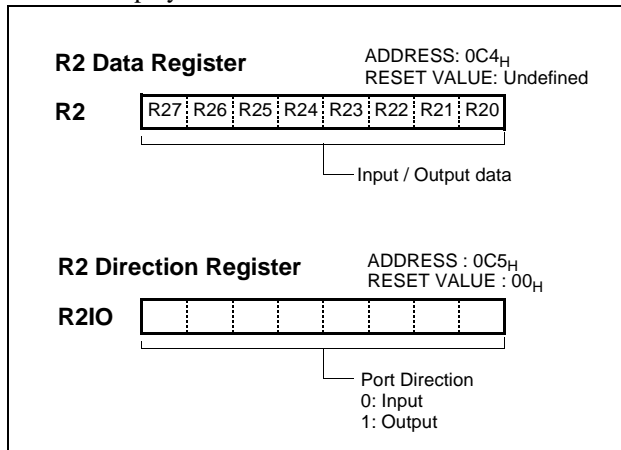 R2 Data Register
ADDRESS: 0C4H
RESET VALUE: Undefined
R2
R27 R26 R25 R24 R23 R22 R21 R20
Input / Output data
R2 Direction Register
ADDRESS : 0C5H
RESET VALUE : 00H
R2IO
Port Direction
0: Input
1: Output